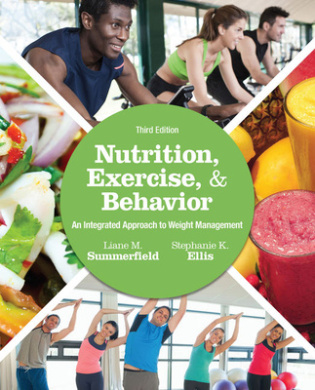 Third Edition
Nutrition,
Exercise, &
Behavior
An Integrated Approach to Weight Management
Liane M. Stephanie K.
Summerfield Ellis